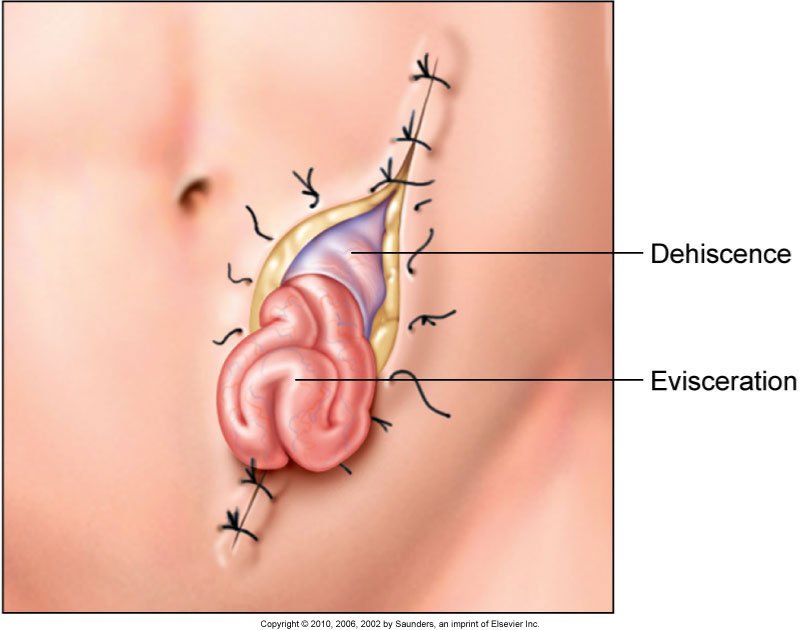 Dehiscence
Evisceration
Copyright © 2010, 2006, 2002 by Saunders, an imprint of Elsevier Inc.